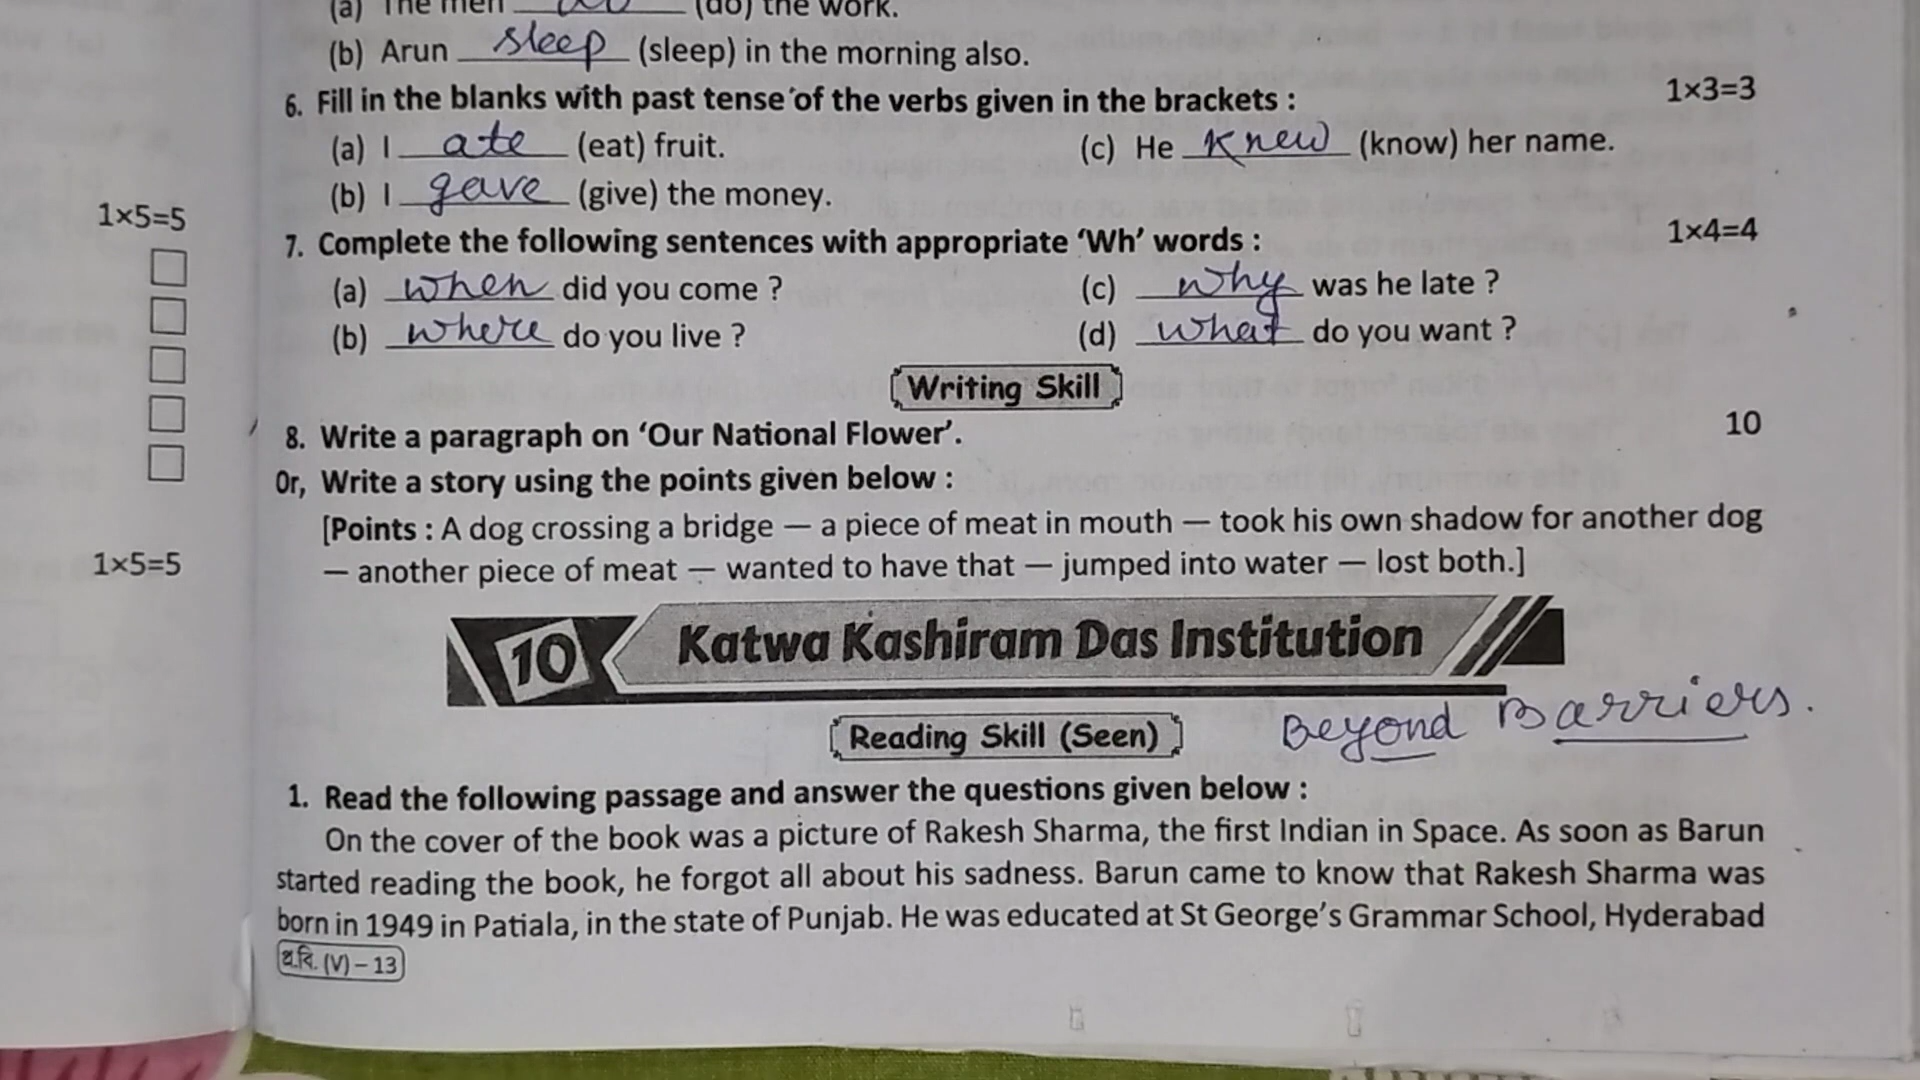 (a) The men do (do) the work.
(b) Arun sleep (sleep) in the morning also.
6. Fill in the blanks with past tense of the verbs given in the brackets : 1×3=3
(a) I ate (eat) fruit. (c) He Knew (know) her name.
(b) I gave (give) the money.
1×5=5
7. Complete the following sentences with appropriate ‘Wh’ words : 1×4=4
(a) when did you come ? (c) why was he late ?
(b) where do you live ? (d) what do you want ?
Writing Skill
8. Write a paragraph on ‘Our National Flower’. 10
Or, Write a story using the points given below :
[Points : A dog crossing a bridge — a piece of meat in mouth — took his own shadow for another dog
1×5=5
— another piece of meat — wanted to have that — jumped into water — lost both.]
10 Katwa Kashiram Das Institution
Reading Skill (Seen) Beyond Barriers.
1. Read the following passage and answer the questions given below :
On the cover of the book was a picture of Rakesh Sharma, the first Indian in Space. As soon as Barun
started reading the book, he forgot all about his sadness. Barun came to know that Rakesh Sharma was
born in 1949 in Patiala, in the state of Punjab. He was educated at St George’s Grammar School, Hyderabad
(V) – 13